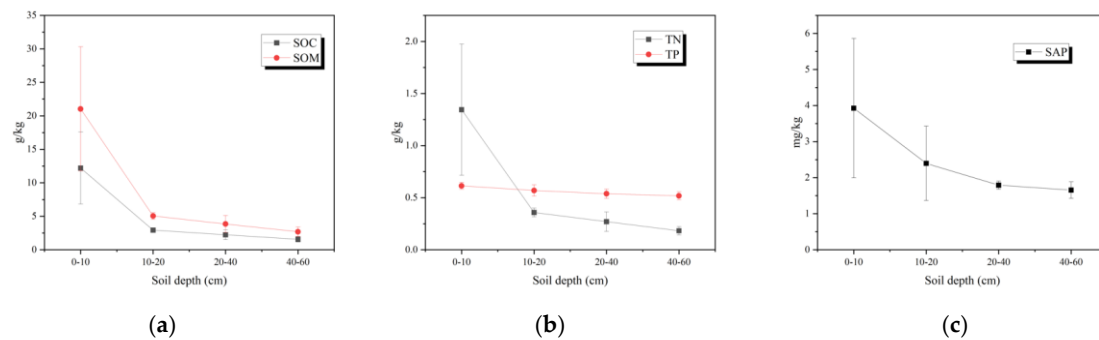 35
30
25
20
15
10
5
0
g/kg
SOC
SOM
0-10
10-20
20-40
40-60
Soil depth (cm)
(a)
2.0
1.5
1.0
0.5
0.0
g/kg
TN
TP
0-10
10-20
20-40
40-60
Soil depth (cm)
(b)
6
5
4
3
2
1
0
mg/kg
SAP
0-10
10-20
20-40
40-60
Soil depth (cm)
(c)